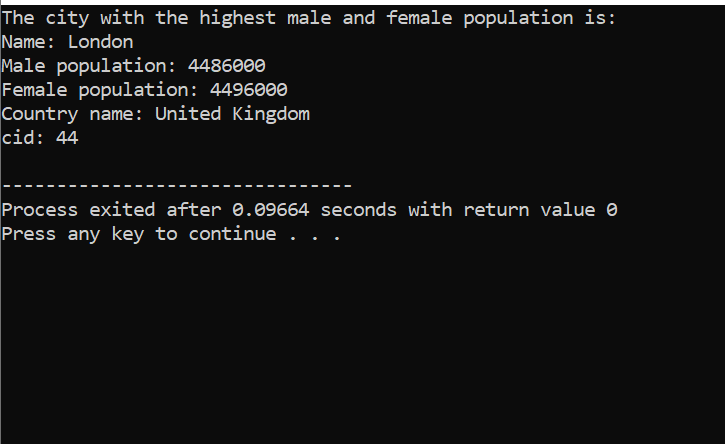 The city with the highest male and female population is:
Name: London
Male population: 4486000
Female population: 4496000
Country name: United Kingdom
cid: 44
--------------------------------
Process exited after 0.09664 seconds with return value 0
Press any key to continue . . .